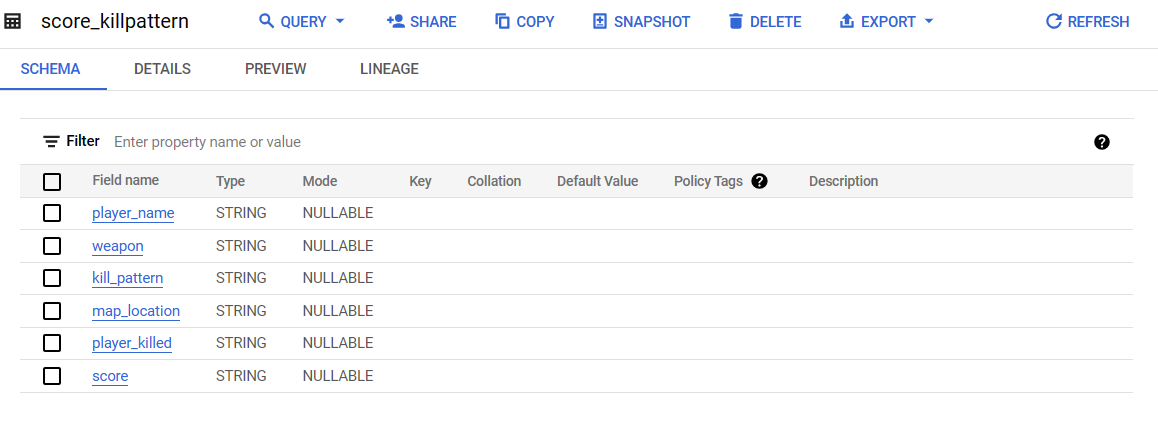 score_killpattern QUERY SHARE COPY SNAPSHOT DELETE EXPORT REFRESH
SCHEMA DETAILS PREVIEW LINEAGE
Filter Enter property name or value ?
Field name Type Mode Key Collation Default Value Policy Tags ? Description
player_name STRING NULLABLE
weapon STRING NULLABLE
kill_pattern STRING NULLABLE
map_location STRING NULLABLE
player_killed STRING NULLABLE
score STRING NULLABLE